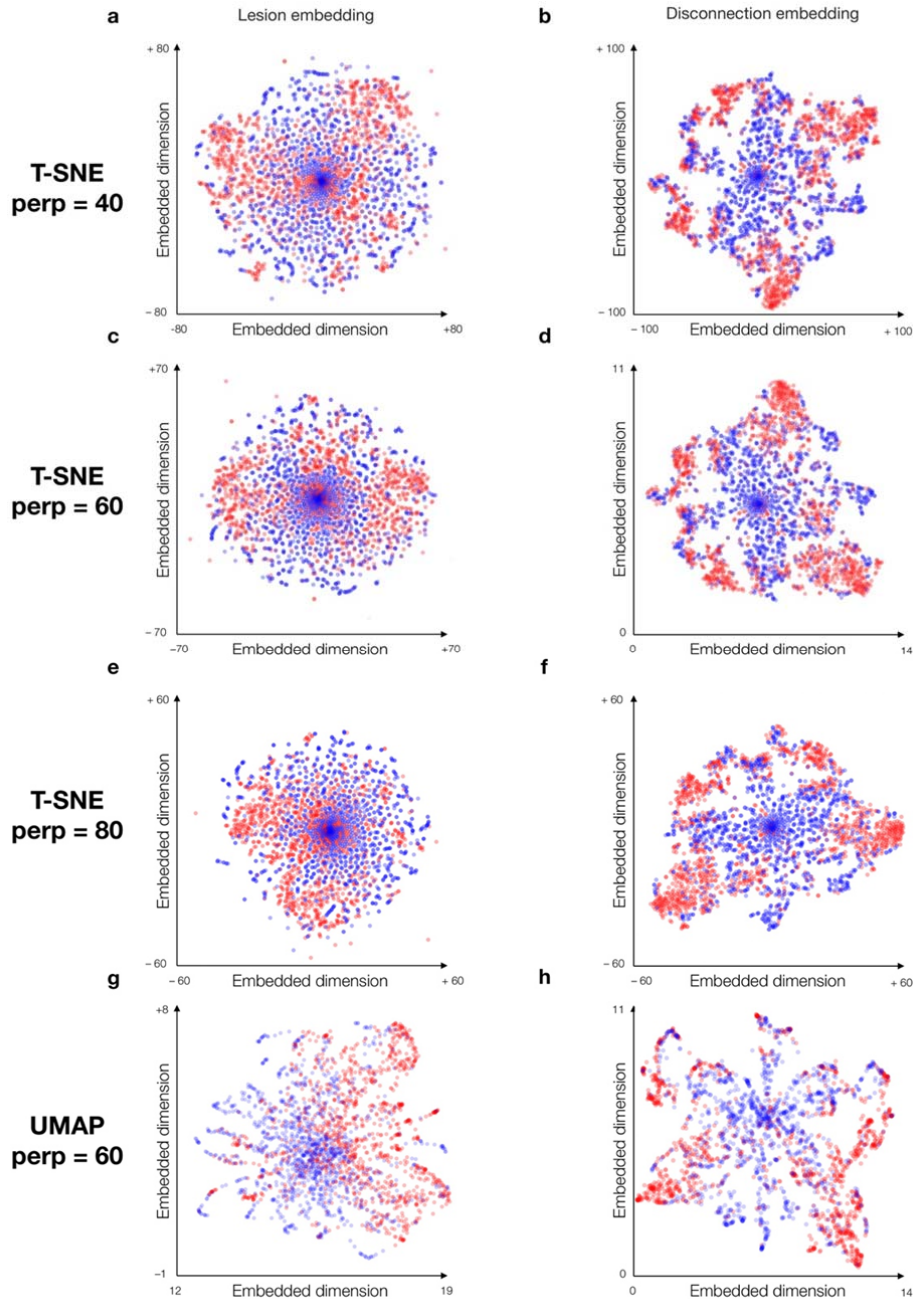 a
Lesion embedding
b
Disconnection embedding
T-SNE
perp = 40
+ 80
Embedded dimension
- 80
-80
Embedded dimension
+80
+ 100
Embedded dimension
- 100
- 100
Embedded dimension
+ 100
c
d
T-SNE
perp = 60
+70
Embedded dimension
-70
-70
Embedded dimension
+70
11
Embedded dimension
0
0
Embedded dimension
14
e
f
T-SNE
perp = 80
+ 60
Embedded dimension
- 60
- 60
Embedded dimension
+ 60
+ 60
Embedded dimension
- 60
- 60
Embedded dimension
+ 60
g
h
UMAP
perp = 60
+8
Embedded dimension
-1
12
Embedded dimension
19
11
Embedded dimension
0
0
Embedded dimension
14